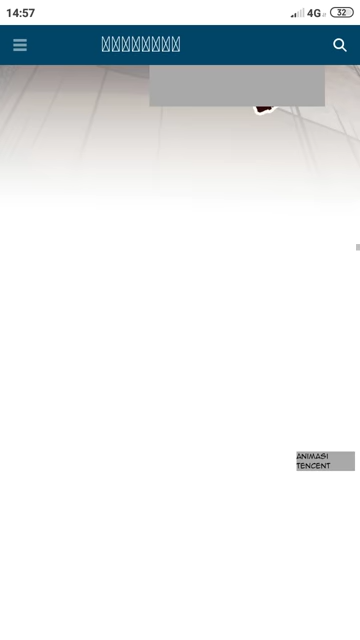 14:57
4G
32
ANIMASI
TENCENT